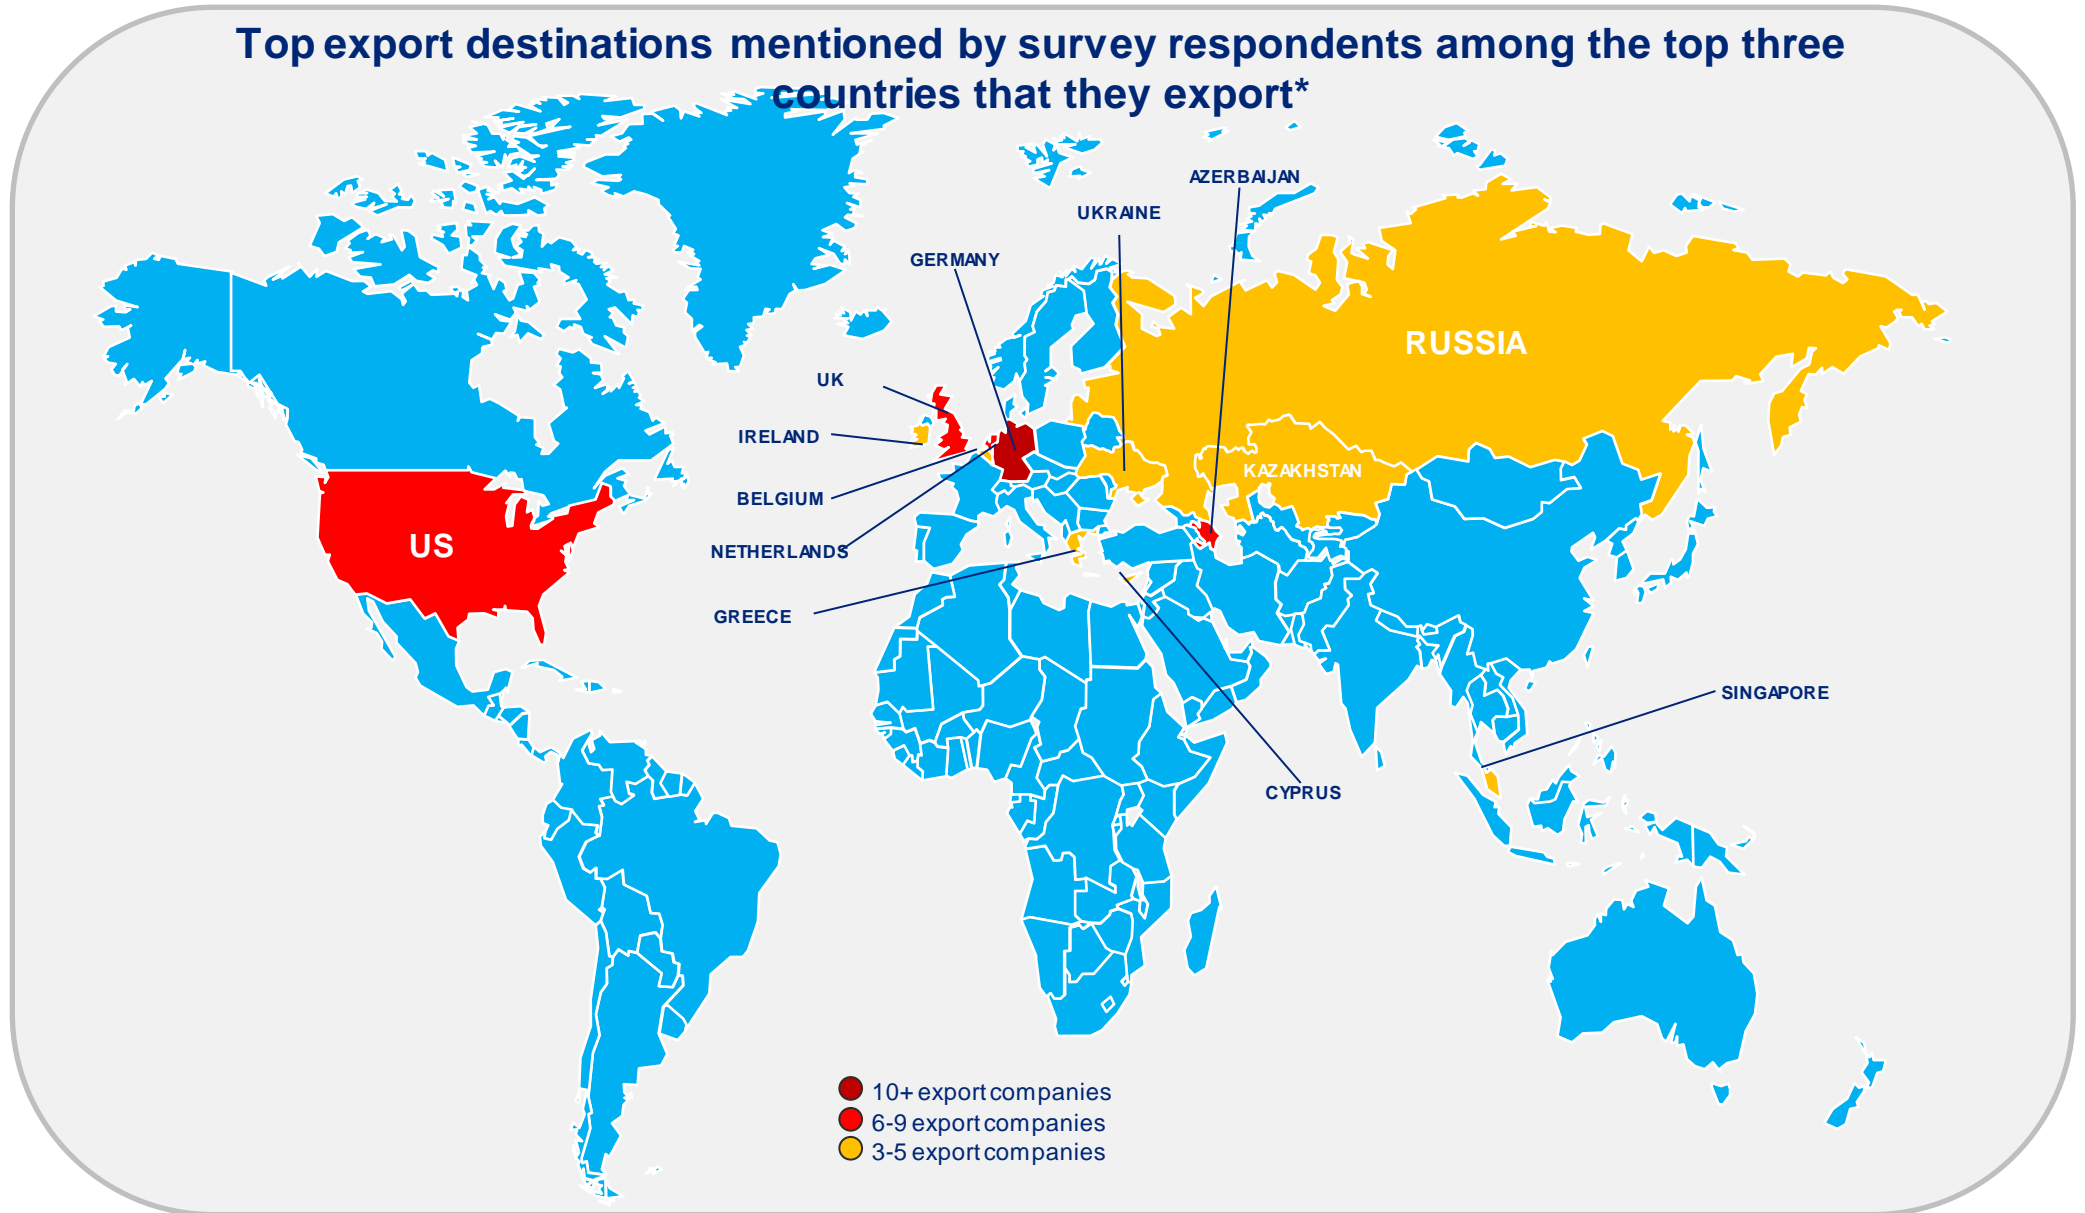 Top export destinations mentioned by survey respondents among the top three
countries that they export*
AZERBAIJAN
UKRAINE
GERMANY
RUSSIA
UK
IRELAND
KAZAKHSTAN
BELGIUM
US
NETHERLANDS
GREECE
SINGAPORE
CYPRUS
10+ export companies
6-9 export companies
3-5 export companies